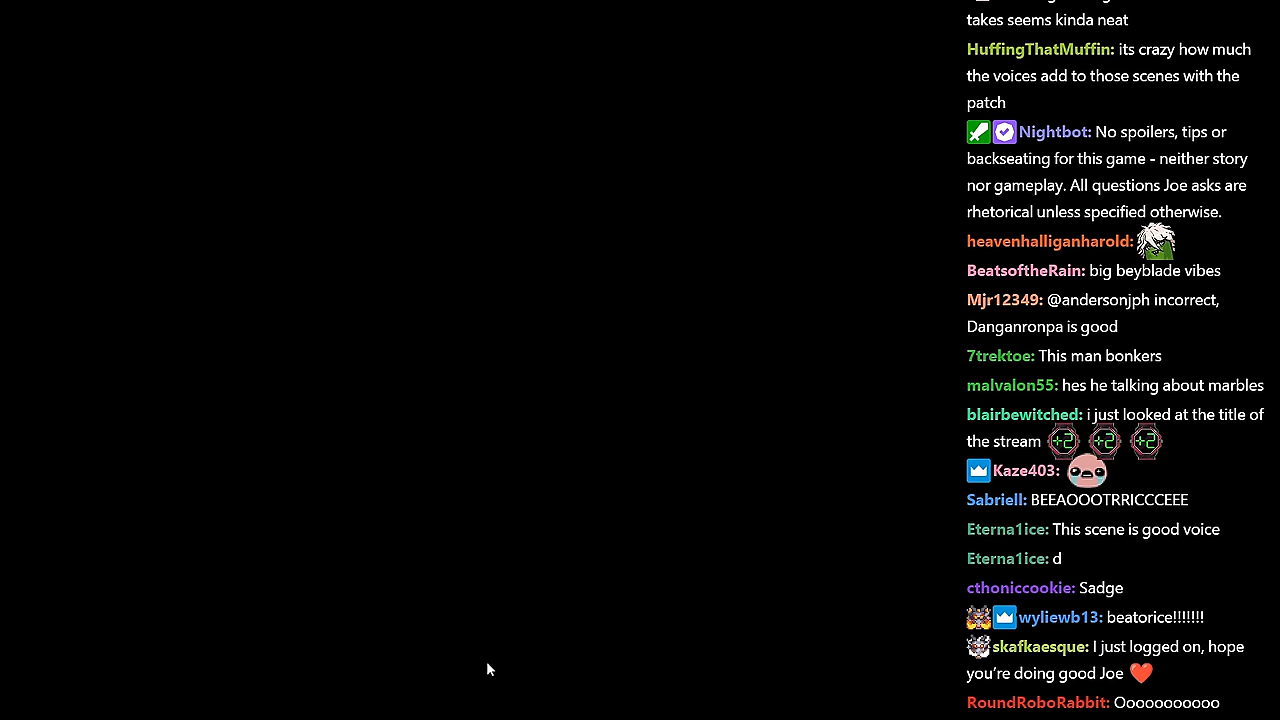 takes seems kinda neat
HuffingThatMuffin: its crazy how much
the voices add to those scenes with the
patch
Nightbot: No spoilers, tips or
backseating for this game - neither story
nor gameplay. All questions Joe asks are
rhetorical unless specified otherwise.
heavenhalliganharold:
BeatsoftheRain: big beyblade vibes
Mjr12349: @andersonjph incorrect,
Danganronpa is good
7trektoe: This man bonkers
malvalon55: hes he talking about marbles
blairbewitched: i just looked at the title of
the stream +2 +2 +2
Kaze403:
Sabriell: BEEAOOOTRRICCCEEE
Eterna1ice: This scene is good voice
Eterna1ice: d
cthoniccookie: Sadge
wyliewb13: beatorice!!!!!!!
skafkaesque: I just logged on, hope
you're doing good Joe
RoundRoboRabbit: Ooooooooooo